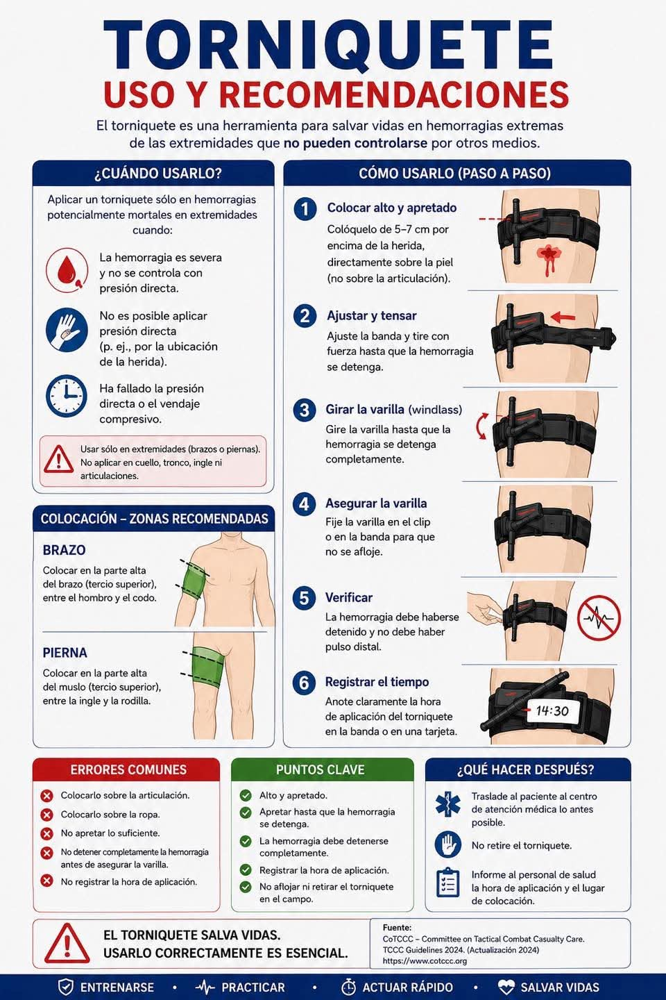 TORNIQUETE
USO Y RECOMENDACIONES
El torniquete es una herramienta para salvar vidas en hemorragias extremas
de las extremidades que no pueden controlarse por otros medios.
¿CUÁNDO USARLO?
Aplicar un torniquete sólo en hemorragias
potencialmente mortales en extremidades
cuando:
La hemorragia es severa
y no se controla con
presión directa.
No es posible aplicar
presión directa
(p. ej., por la ubicación
de la herida).
Ha fallado la presión
directa o el vendaje
compresivo.
Usar sólo en extremidades (brazos o piernas).
No aplicar en cuello, tronco, ingle ni
articulaciones.
COLOCACIÓN – ZONAS RECOMENDADAS
BRAZO
Colocar en la parte alta
del brazo (tercio superior),
entre el hombro y el codo.
PIERNA
Colocar en la parte alta
del muslo (tercio superior),
entre la ingle y la rodilla.
CÓMO USARLO (PASO A PASO)
1 Colocar alto y apretado
Colóquelo de 5–7 cm por
encima de la herida,
directamente sobre la piel
(no sobre la articulación).
2 Ajustar y tensar
Ajuste la banda y tire con
fuerza hasta que la hemorragia
se detenga.
3 Girar la varilla (windlass)
Gire la varilla hasta que la
hemorragia se detenga
completamente.
4 Asegurar la varilla
Fije la varilla en el clip
o en la banda para que
no se afloje.
5 Verificar
La hemorragia debe haberse
detenido y no debe haber
pulso distal.
6 Registrar el tiempo
Anote claramente la hora
de aplicación del torniquete
en la banda o en una tarjeta.
14:30
ERRORES COMUNES
Colocarlo sobre la articulación.
Colocarlo sobre la ropa.
No apretar lo suficiente.
No detener completamente la hemorragia
antes de asegurar la varilla.
No registrar la hora de aplicación.
PUNTOS CLAVE
Alto y apretado.
Apretar hasta que la hemorragia
se detenga.
La hemorragia debe detenerse
completamente.
Registrar la hora de aplicación.
No aflojar ni retirar el torniquete
en el campo.
¿QUÉ HACER DESPUÉS?
Traslade al paciente al centro
de atención médica lo antes
posible.
No retire el torniquete.
Informe al personal de salud
la hora de aplicación y el lugar
de colocación.
EL TORNIQUETE SALVA VIDAS.
USARLO CORRECTAMENTE ES ESENCIAL.
Fuente:
CoTCCC – Committee on Tactical Combat Casualty Care.
TCCC Guidelines 2024. (Actualización 2024)
https://www.cotccc.org
ENTRENARSE • PRACTICAR • ACTUAR RÁPIDO • SALVAR VIDAS